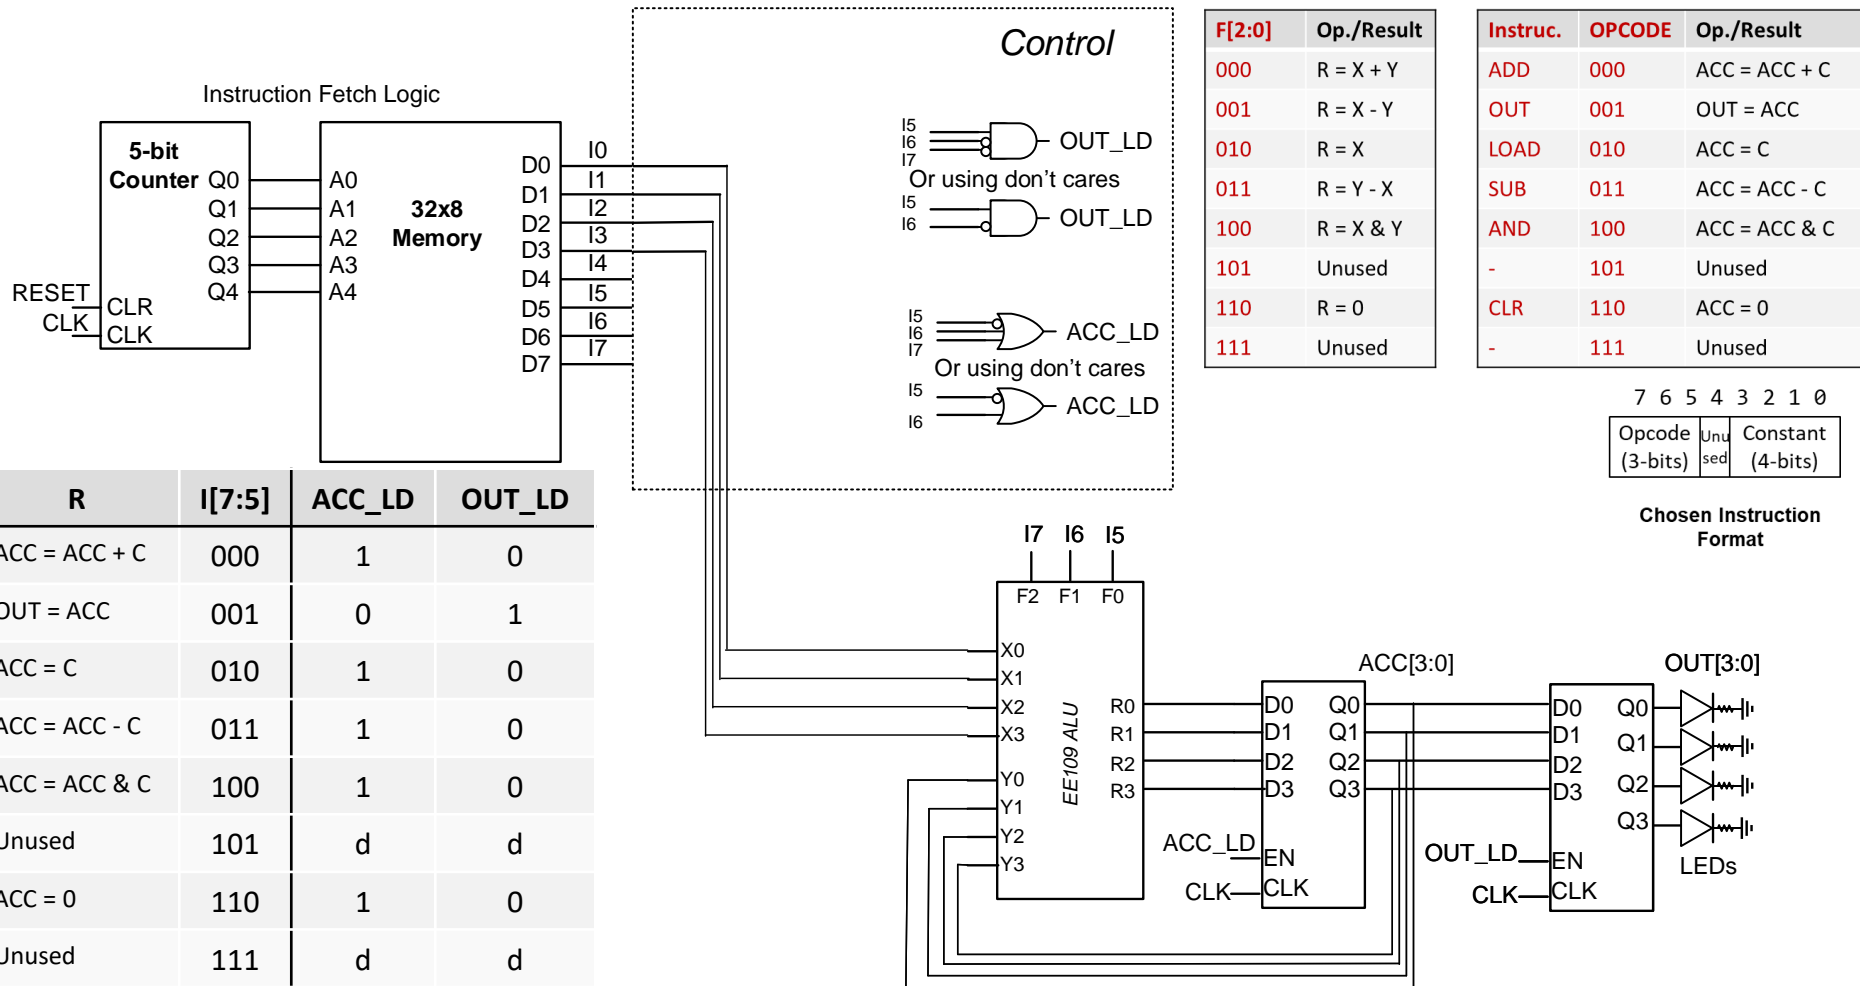 Control
Instruction Fetch Logic
5-bit
Counter
Q0
Q1
Q2
Q3
Q4
RESET
CLR
CLK
CLK
A0
A1
A2
A3
A4
32x8
Memory
D0
D1
D2
D3
D4
D5
D6
D7
I0
I1
I2
I3
I4
I5
I6
I7
I5
I6
I7
OUT_LD
Or using don't cares
I5
I6
OUT_LD
I5
I6
I7
ACC_LD
Or using don't cares
I5
I6
ACC_LD
F[2:0] Op./Result
000 R = X + Y
001 R = X - Y
010 R = X
011 R = Y - X
100 R = X & Y
101 Unused
110 R = 0
111 Unused
Instruc. OPCODE Op./Result
ADD 000 ACC = ACC + C
OUT 001 OUT = ACC
LOAD 010 ACC = C
SUB 011 ACC = ACC - C
AND 100 ACC = ACC & C
- 101 Unused
CLR 110 ACC = 0
- 111 Unused
7 6 5 4 3 2 1 0
Opcode
(3-bits)
Unu
sed
Constant
(4-bits)
Chosen Instruction
Format
R I[7:5] ACC_LD OUT_LD
ACC = ACC + C 000 1 0
OUT = ACC 001 0 1
ACC = C 010 1 0
ACC = ACC - C 011 1 0
ACC = ACC & C 100 1 0
Unused 101 d d
ACC = 0 110 1 0
Unused 111 d d
I7 I6 I5
F2 F1 F0
X0
X1
X2
X3
Y0
Y1
Y2
Y3
EE109 ALU
R0
R1
R2
R3
ACC[3:0]
D0 Q0
D1 Q1
D2 Q2
D3 Q3
ACC_LD
EN
CLK
CLK
OUT[3:0]
D0 Q0
D1 Q1
D2 Q2
D3 Q3
OUT_LD
EN
CLK
CLK
LEDs